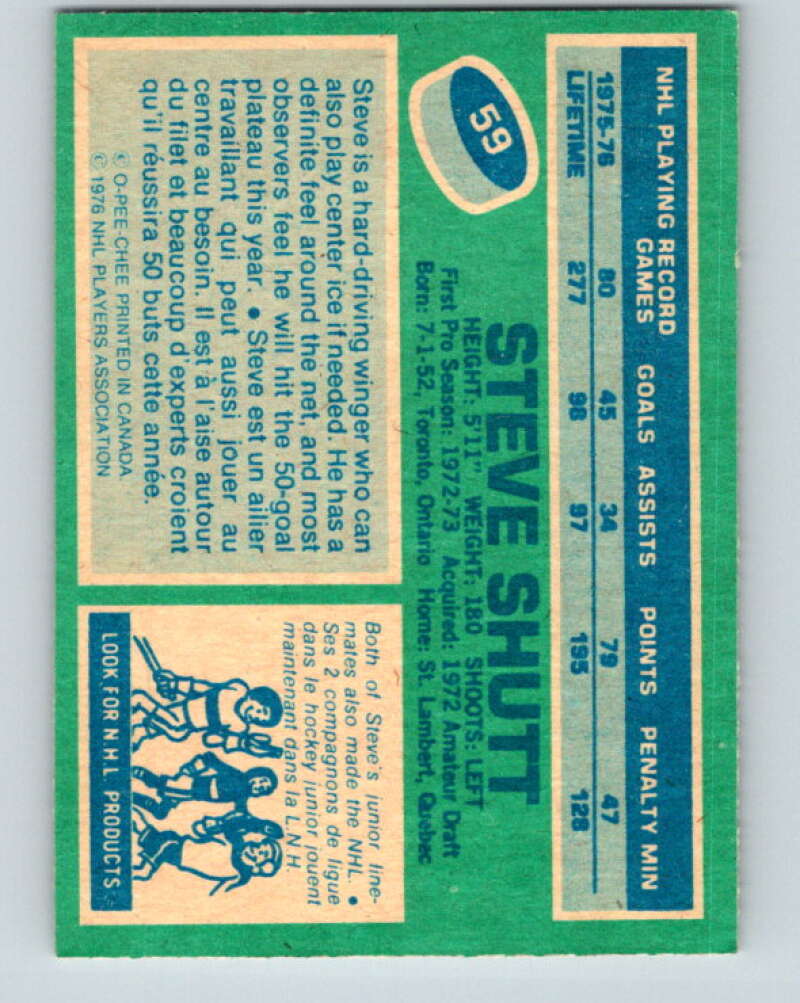 NHL PLAYING RECORD
GAMES GOALS ASSISTS POINTS PENALTY MIN
1975-76 80 45 34 79 47
LIFETIME 277 98 97 195 128
59
STEVE SHUTT
HEIGHT: 5'11" WEIGHT: 180 SHOOTS: LEFT
First Pro Season: 1972-73 Acquired: 1972 Amateur Draft
Born: 7-1-52, Toronto, Ontario Home: St. Lambert, Quebec
Steve is a hard-driving winger who can
also play center ice if needed. He has a
definite feel around the net, and most
observers feel he will hit the 50-goal
plateau this year. • Steve est un ailier
travaillant qui peut aussi jouer au
centre au besoin. Il est à l'aise autour
du filet et beaucoup d'experts croient
qu'il réussira 50 buts cette année.
© O-PEE-CHEE PRINTED IN CANADA.
© 1976 NHL PLAYERS ASSOCIATION
Both of Steve's junior line-
mates also made the NHL. •
Ses 2 compagnons de ligue
dans le hockey junior jouent
maintenant dans la L.N.H.
LOOK FOR N.H.L PRODUCTS